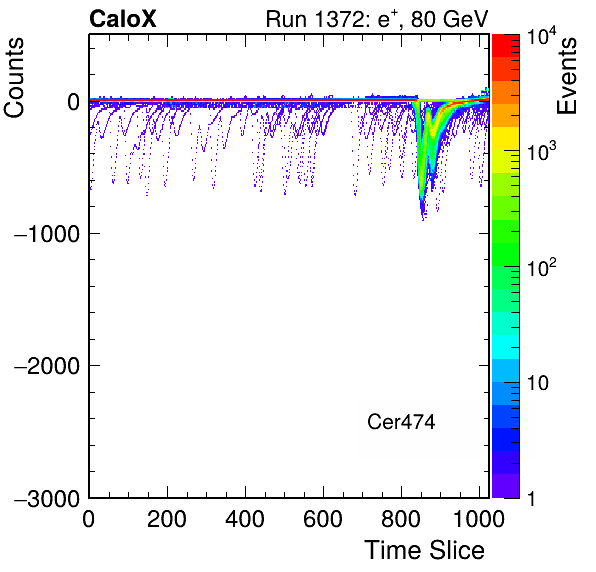 CaloX Run 1372: e⁺, 80 GeV
Counts
Events
0
−1000
−2000
−3000
10⁴
10³
10²
10
1
Cer474
0 200 400 600 800 1000
Time Slice